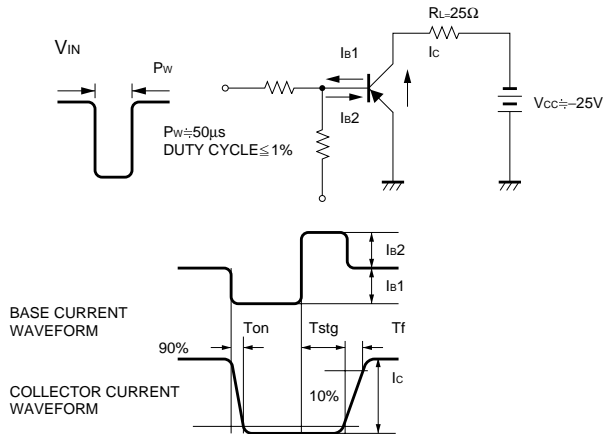 RL=25Ω
VIN
IB1
IC
PW
VCC≒−25V
PW≒50μs
IB2
DUTY CYCLE≦1%
IB2
IB1
BASE CURRENT
WAVEFORM
Ton
Tstg
Tf
90%
IC
COLLECTOR CURRENT
WAVEFORM
10%